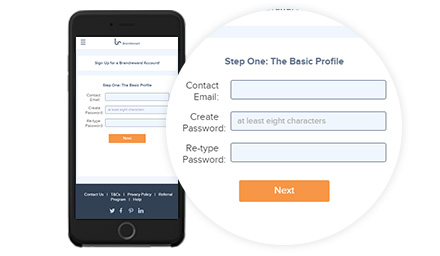 Brandreward
Sign Up for a Brandreward Account!
Step One: The Basic Profile
Contact
Email:
Create
Password:
at least eight characters
Re-type
Password:
Next
Contact Us | T&Cs | Privacy Policy | Referral
Program | Help
Step One: The Basic Profile
Contact
Email:
Create
Password:
at least eight characters
Re-type
Password:
Next